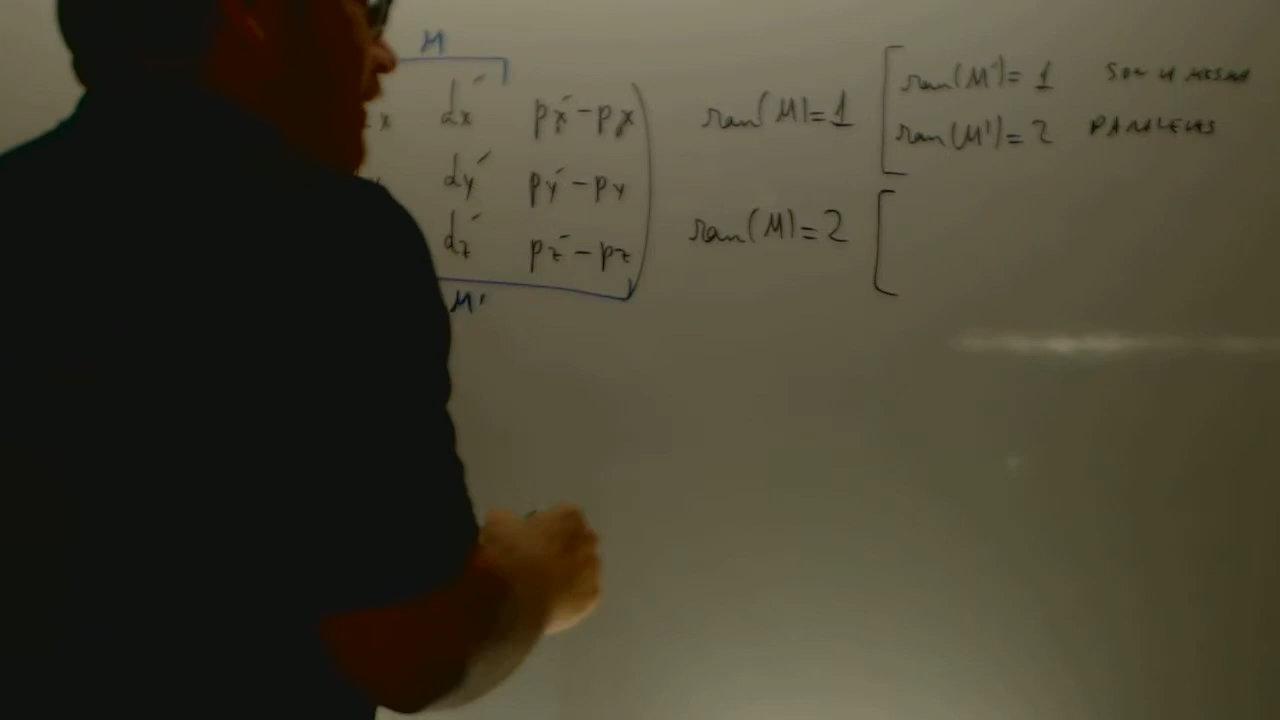 M
dx' px' - px
dy' py' - py
dz' pz' - pz
M'
ran(M)=1
ran(M')= 1 SON LA MISMA
ran(M')= 2 PARALELAS
ran(M)=2